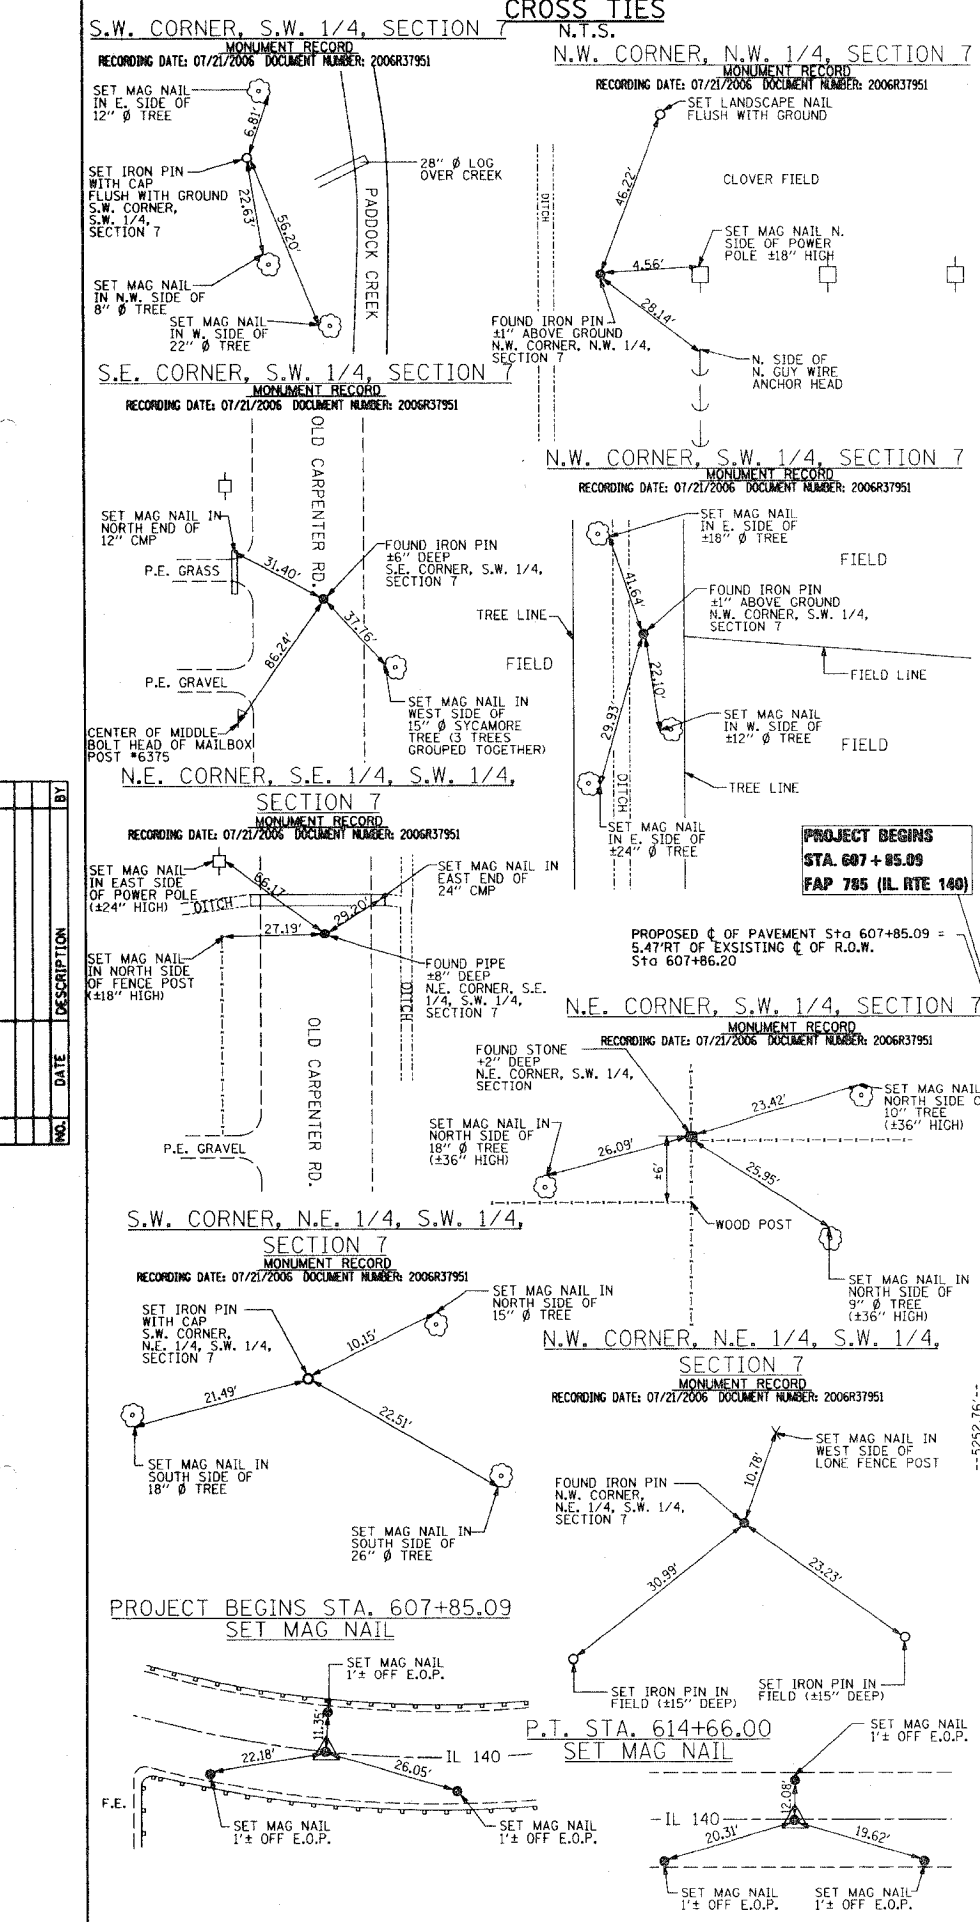 CROSS TIES
N.T.S.
S.W. CORNER, S.W. 1/4, SECTION 7
MONUMENT RECORD
RECORDING DATE: 07/21/2006 DOCUMENT NUMBER: 2006R37951
SET MAG NAIL
IN E. SIDE OF
12" Ø TREE
6.81'
SET IRON PIN
WITH CAP
FLUSH WITH GROUND
S.W. CORNER,
S.W. 1/4,
SECTION 7
22.63'
56.20'
28" Ø LOG
OVER CREEK
PADDOCK CREEK
SET MAG NAIL
IN N.W. SIDE OF
8" Ø TREE
SET MAG NAIL
IN W. SIDE OF
22" Ø TREE
N.W. CORNER, N.W. 1/4, SECTION 7
MONUMENT RECORD
RECORDING DATE: 07/21/2006 DOCUMENT NUMBER: 2006R37951
SET LANDSCAPE NAIL
FLUSH WITH GROUND
46.22'
DITCH
CLOVER FIELD
SET MAG NAIL N.
SIDE OF POWER
POLE ±18" HIGH
4.56'
28.14'
FOUND IRON PIN
±1" ABOVE GROUND
N.W. CORNER, N.W. 1/4,
SECTION 7
N. SIDE OF
N. GUY WIRE
ANCHOR HEAD
S.E. CORNER, S.W. 1/4, SECTION 7
MONUMENT RECORD
RECORDING DATE: 07/21/2006 DOCUMENT NUMBER: 2006R37951
OLD CARPENTER RD.
SET MAG NAIL IN
NORTH END OF
12" CMP
P.E. GRASS
31.40'
FOUND IRON PIN
±6" DEEP
S.E. CORNER, S.W. 1/4,
SECTION 7
37.76'
86.24'
P.E. GRAVEL
CENTER OF MIDDLE
BOLT HEAD OF MAILBOX
POST #6375
SET MAG NAIL IN
WEST SIDE OF
15" Ø SYCAMORE
TREE (3 TREES
GROUPED TOGETHER)
N.W. CORNER, S.W. 1/4, SECTION 7
MONUMENT RECORD
RECORDING DATE: 07/21/2006 DOCUMENT NUMBER: 2006R37951
SET MAG NAIL
IN E. SIDE OF
±18" Ø TREE
FIELD
41.64'
FOUND IRON PIN
±1" ABOVE GROUND
N.W. CORNER, S.W. 1/4,
SECTION 7
TREE LINE
FIELD
FIELD LINE
22.10'
29.93'
SET MAG NAIL
IN W. SIDE OF
±12" Ø TREE
FIELD
DITCH
TREE LINE
SET MAG NAIL
IN E. SIDE OF
±24" Ø TREE
N.E. CORNER, S.E. 1/4, S.W. 1/4,
SECTION 7
MONUMENT RECORD
RECORDING DATE: 07/21/2006 DOCUMENT NUMBER: 2006R37951
SET MAG NAIL
IN EAST SIDE
OF POWER POLE
(±24" HIGH)
DITCH
66.17'
29.20'
SET MAG NAIL IN
EAST END OF
24" CMP
27.19'
SET MAG NAIL
IN NORTH SIDE
OF FENCE POST
(±18" HIGH)
FOUND PIPE
±8" DEEP
N.E. CORNER, S.E.
1/4, S.W. 1/4,
SECTION 7
DITCH
OLD CARPENTER RD.
P.E. GRAVEL
PROJECT BEGINS
STA. 607 + 85.09
FAP 785 (IL RTE 140)
PROPOSED ℄ OF PAVEMENT Sta 607+85.09 =
5.47'RT OF EXSISTING ℄ OF R.O.W.
Sta 607+86.20
N.E. CORNER, S.W. 1/4, SECTION 7
MONUMENT RECORD
RECORDING DATE: 07/21/2006 DOCUMENT NUMBER: 2006R37951
FOUND STONE
+2" DEEP
N.E. CORNER, S.W. 1/4,
SECTION
23.42'
SET MAG NAIL
NORTH SIDE
10" TREE
(±36" HIGH)
SET MAG NAIL IN
NORTH SIDE OF
18" Ø TREE
(±36" HIGH)
26.09'
±9'
25.95'
WOOD POST
SET MAG NAIL IN
NORTH SIDE OF
9" Ø TREE
(±36" HIGH)
S.W. CORNER, N.E. 1/4, S.W. 1/4,
SECTION 7
MONUMENT RECORD
RECORDING DATE: 07/21/2006 DOCUMENT NUMBER: 2006R37951
SET IRON PIN
WITH CAP
S.W. CORNER,
N.E. 1/4, S.W. 1/4,
SECTION 7
SET MAG NAIL IN
NORTH SIDE OF
15" Ø TREE
10.15'
21.49'
22.51'
SET MAG NAIL IN
SOUTH SIDE OF
18" Ø TREE
SET MAG NAIL IN
SOUTH SIDE OF
26" Ø TREE
N.W. CORNER, N.E. 1/4, S.W. 1/4,
SECTION 7
MONUMENT RECORD
RECORDING DATE: 07/21/2006 DOCUMENT NUMBER: 2006R37951
--5252.76'--
SET MAG NAIL IN
WEST SIDE OF
LONE FENCE POST
10.78'
FOUND IRON PIN
N.W. CORNER,
N.E. 1/4, S.W. 1/4,
SECTION 7
30.99'
23.23'
SET IRON PIN IN
FIELD (±15" DEEP)
SET IRON PIN IN
FIELD (±15" DEEP)
PROJECT BEGINS STA. 607+85.09
SET MAG NAIL
SET MAG NAIL
1'± OFF E.O.P.
11.35'
22.18'
26.05'
IL 140
F.E.
SET MAG NAIL
1'± OFF E.O.P.
SET MAG NAIL
1'± OFF E.O.P.
P.T. STA. 614+66.00
SET MAG NAIL
SET MAG NAIL
1'± OFF E.O.P.
12.08'
IL 140
20.31'
19.62'
SET MAG NAIL
1'± OFF E.O.P.
SET MAG NAIL
1'± OFF E.O.P.
NO. DATE DESCRIPTION BY